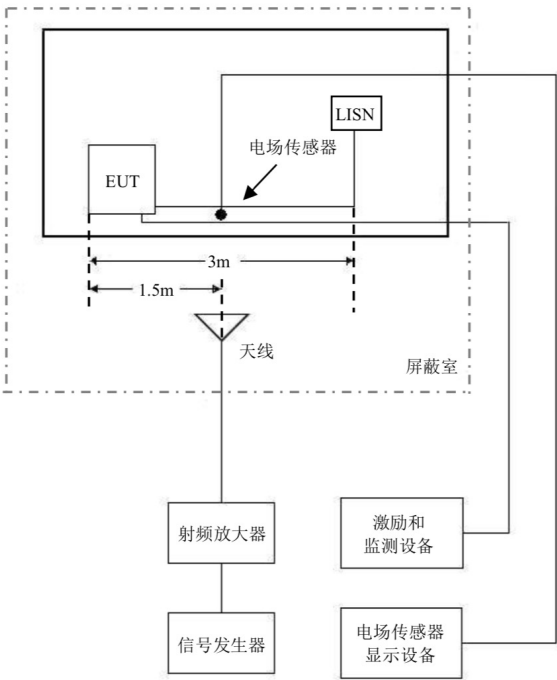 LISN
电场传感器
EUT
3m
1.5m
天线
屏蔽室
射频放大器
激励和
监测设备
信号发生器
电场传感器
显示设备